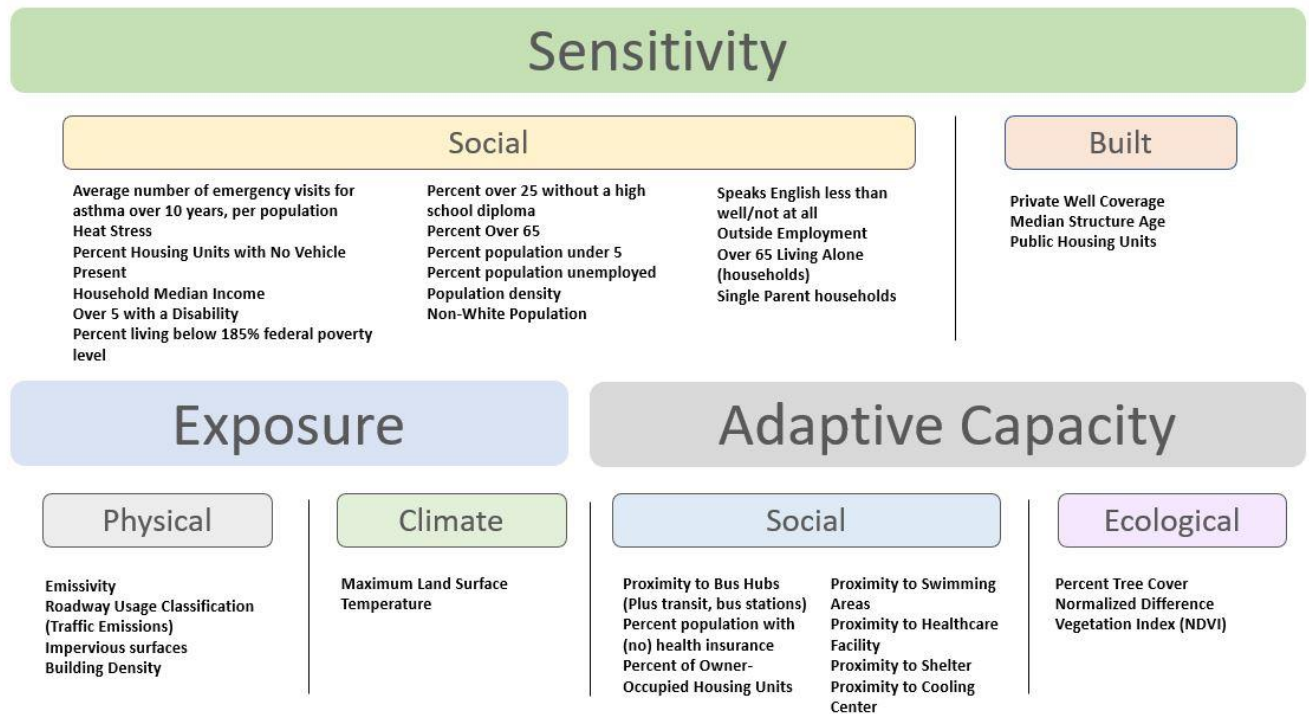 Sensitivity
Social
Average number of emergency visits for
asthma over 10 years, per population
Heat Stress
Percent Housing Units with No Vehicle
Present
Household Median Income
Over 5 with a Disability
Percent living below 185% federal poverty
level
Percent over 25 without a high
school diploma
Percent Over 65
Percent population under 5
Percent population unemployed
Population density
Non-White Population
Speaks English less than
well/not at all
Outside Employment
Over 65 Living Alone
(households)
Single Parent households
Built
Private Well Coverage
Median Structure Age
Public Housing Units
Exposure
Physical
Emissivity
Roadway Usage Classification
(Traffic Emissions)
Impervious surfaces
Building Density
Climate
Maximum Land Surface
Temperature
Adaptive Capacity
Social
Proximity to Bus Hubs
(Plus transit, bus stations)
Percent population with
(no) health insurance
Percent of Owner-
Occupied Housing Units
Proximity to Swimming
Areas
Proximity to Healthcare
Facility
Proximity to Shelter
Proximity to Cooling
Center
Ecological
Percent Tree Cover
Normalized Difference
Vegetation Index (NDVI)